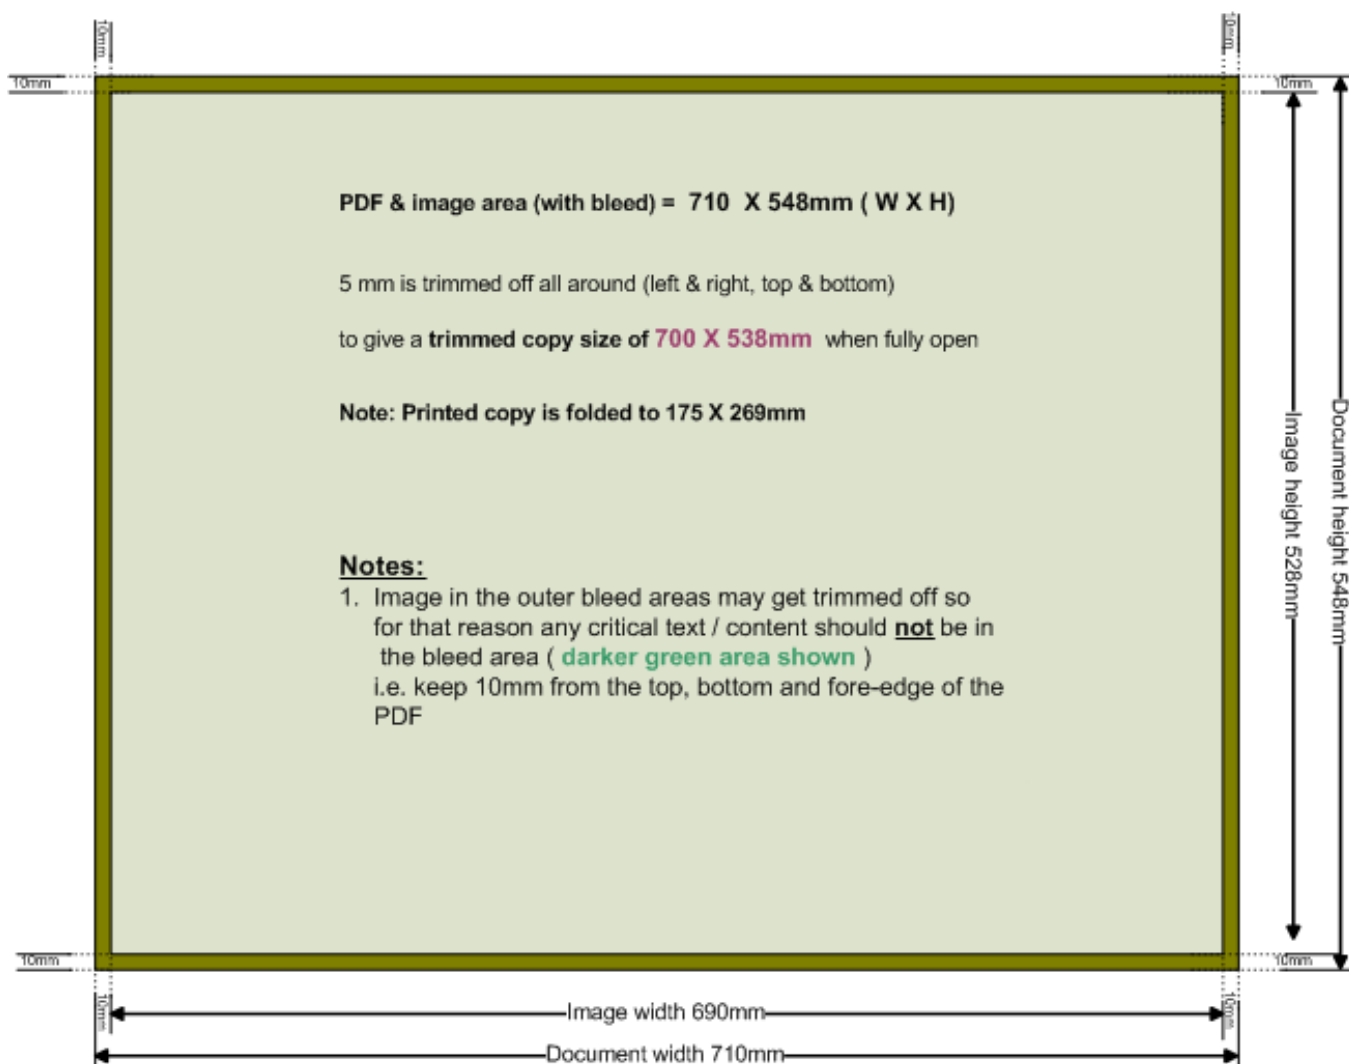 10mm
10mm
10mm
10mm
PDF & image area (with bleed) = 710 X 548mm ( W X H)
5 mm is trimmed off all around (left & right, top & bottom)
to give a trimmed copy size of 700 X 538mm when fully open
Note: Printed copy is folded to 175 X 269mm
Image height 528mm
Document height 548mm
Notes:
1. Image in the outer bleed areas may get trimmed off so
for that reason any critical text / content should not be in
the bleed area ( darker green area shown )
i.e. keep 10mm from the top, bottom and fore-edge of the
PDF
10mm
10mm
10mm
10mm
Image width 690mm
Document width 710mm